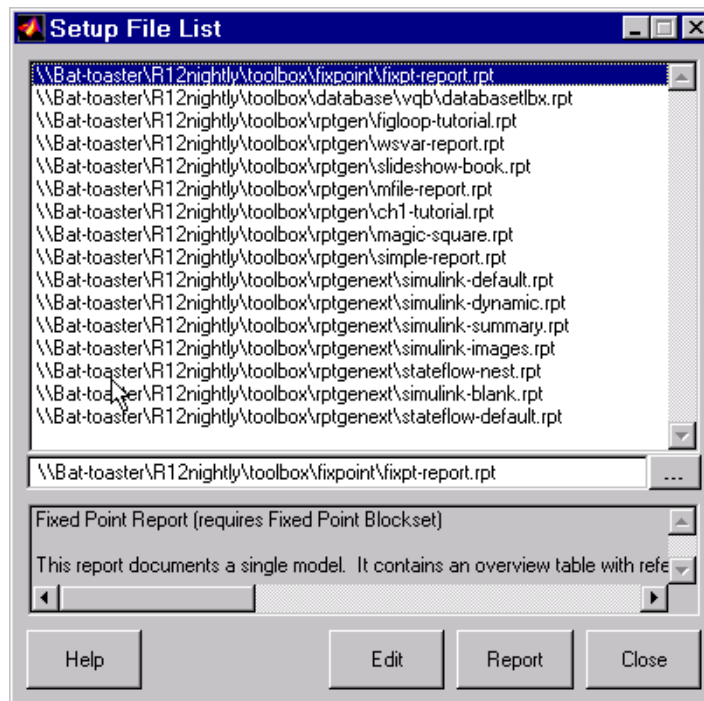 Setup File List
\\Bat-toaster\R12nightly\toolbox\fixpoint\fixpt-report.rpt
\\Bat-toaster\R12nightly\toolbox\database\vqb\databasetlbx.rpt
\\Bat-toaster\R12nightly\toolbox\rptgen\figloop-tutorial.rpt
\\Bat-toaster\R12nightly\toolbox\rptgen\wsvar-report.rpt
\\Bat-toaster\R12nightly\toolbox\rptgen\slideshow-book.rpt
\\Bat-toaster\R12nightly\toolbox\rptgen\mfile-report.rpt
\\Bat-toaster\R12nightly\toolbox\rptgen\ch1-tutorial.rpt
\\Bat-toaster\R12nightly\toolbox\rptgen\magic-square.rpt
\\Bat-toaster\R12nightly\toolbox\rptgen\simple-report.rpt
\\Bat-toaster\R12nightly\toolbox\rptgenext\simulink-default.rpt
\\Bat-toaster\R12nightly\toolbox\rptgenext\simulink-dynamic.rpt
\\Bat-toaster\R12nightly\toolbox\rptgenext\simulink-summary.rpt
\\Bat-toaster\R12nightly\toolbox\rptgenext\simulink-images.rpt
\\Bat-toaster\R12nightly\toolbox\rptgenext\stateflow-nest.rpt
\\Bat-toaster\R12nightly\toolbox\rptgenext\simulink-blank.rpt
\\Bat-toaster\R12nightly\toolbox\rptgenext\stateflow-default.rpt
\\Bat-toaster\R12nightly\toolbox\fixpoint\fixpt-report.rpt ...
Fixed Point Report (requires Fixed Point Blockset)
This report documents a single model. It contains an overview table with refe
Help Edit Report Close